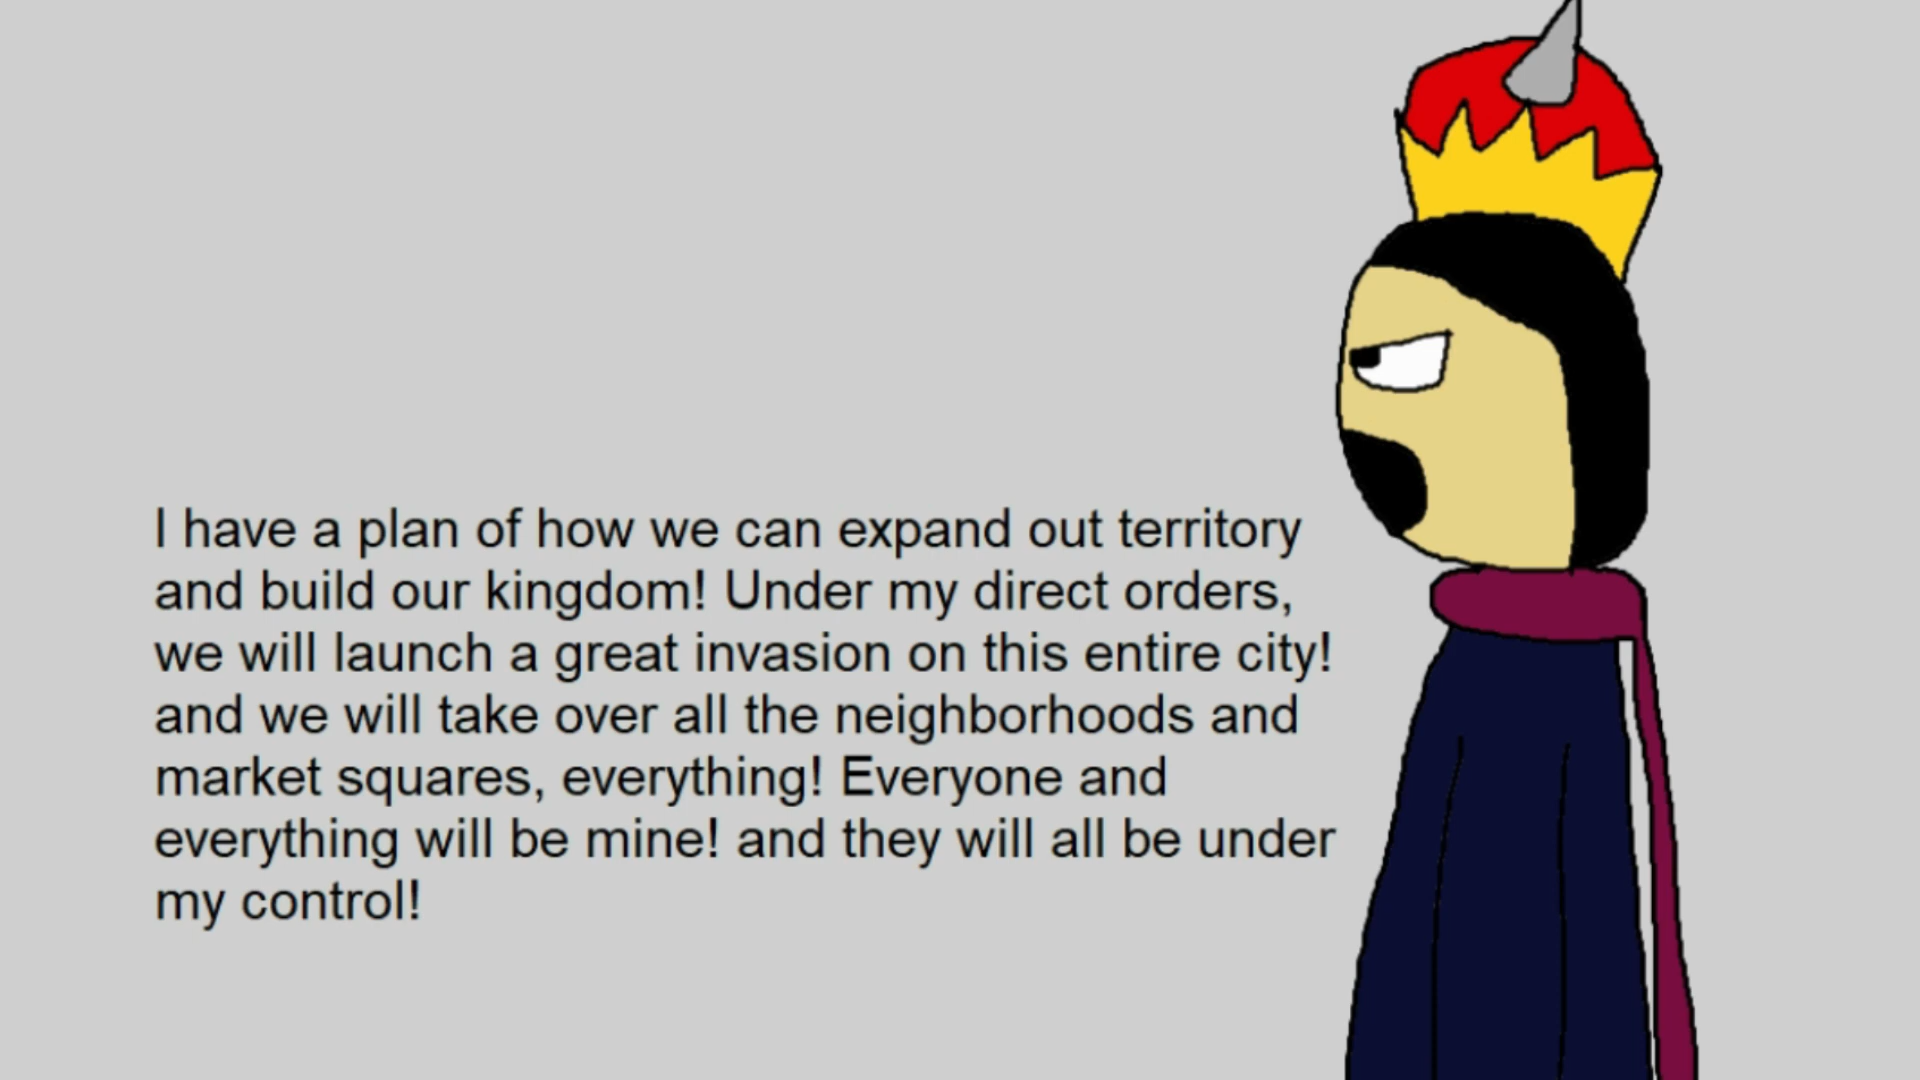 I have a plan of how we can expand out territory
and build our kingdom! Under my direct orders,
we will launch a great invasion on this entire city!
and we will take over all the neighborhoods and
market squares, everything! Everyone and
everything will be mine! and they will all be under
my control!